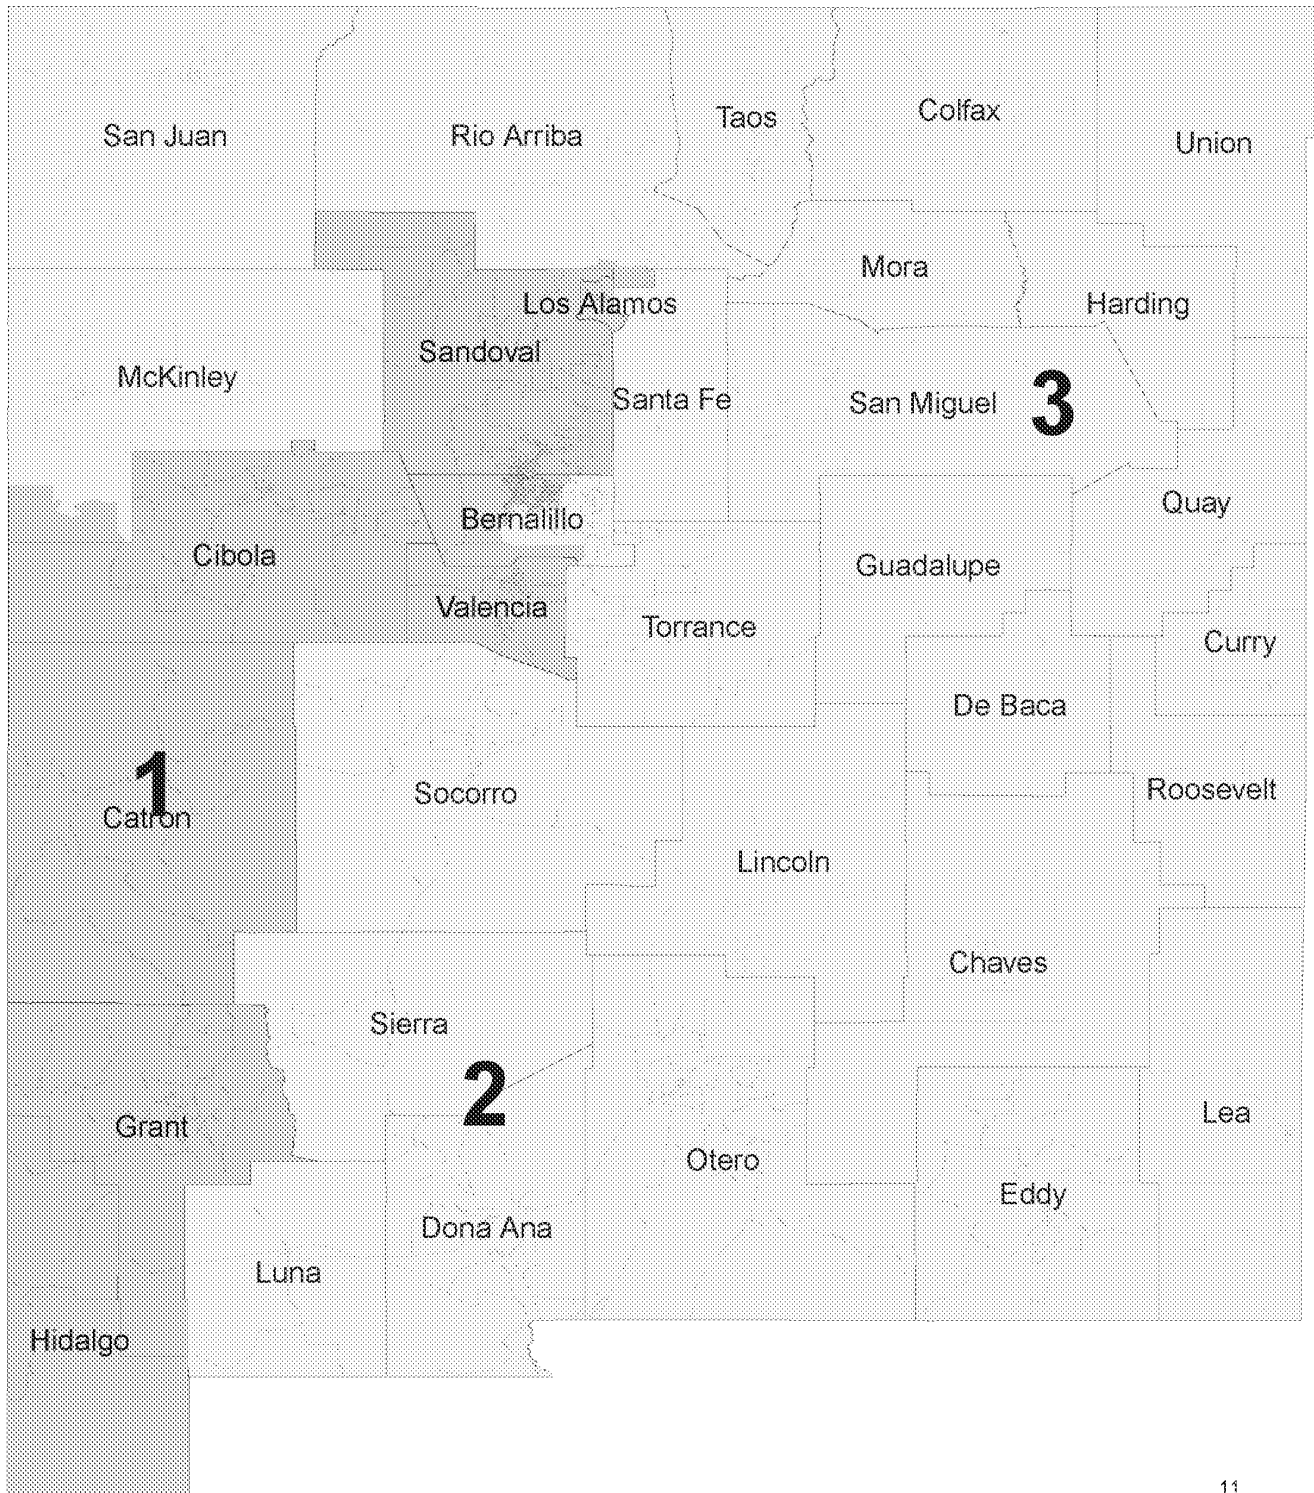 Taos
Colfax
San Juan
Rio Arriba
Union
Mora
Los Alamos
Harding
Sandoval
McKinley
Santa Fe
San Miguel
3
Quay
Bernalillo
Cibola
Guadalupe
Valencia
Torrance
Curry
De Baca
1
Catron
Socorro
Roosevelt
Lincoln
Chaves
Sierra
2
Grant
Lea
Otero
Eddy
Dona Ana
Luna
Hidalgo
11